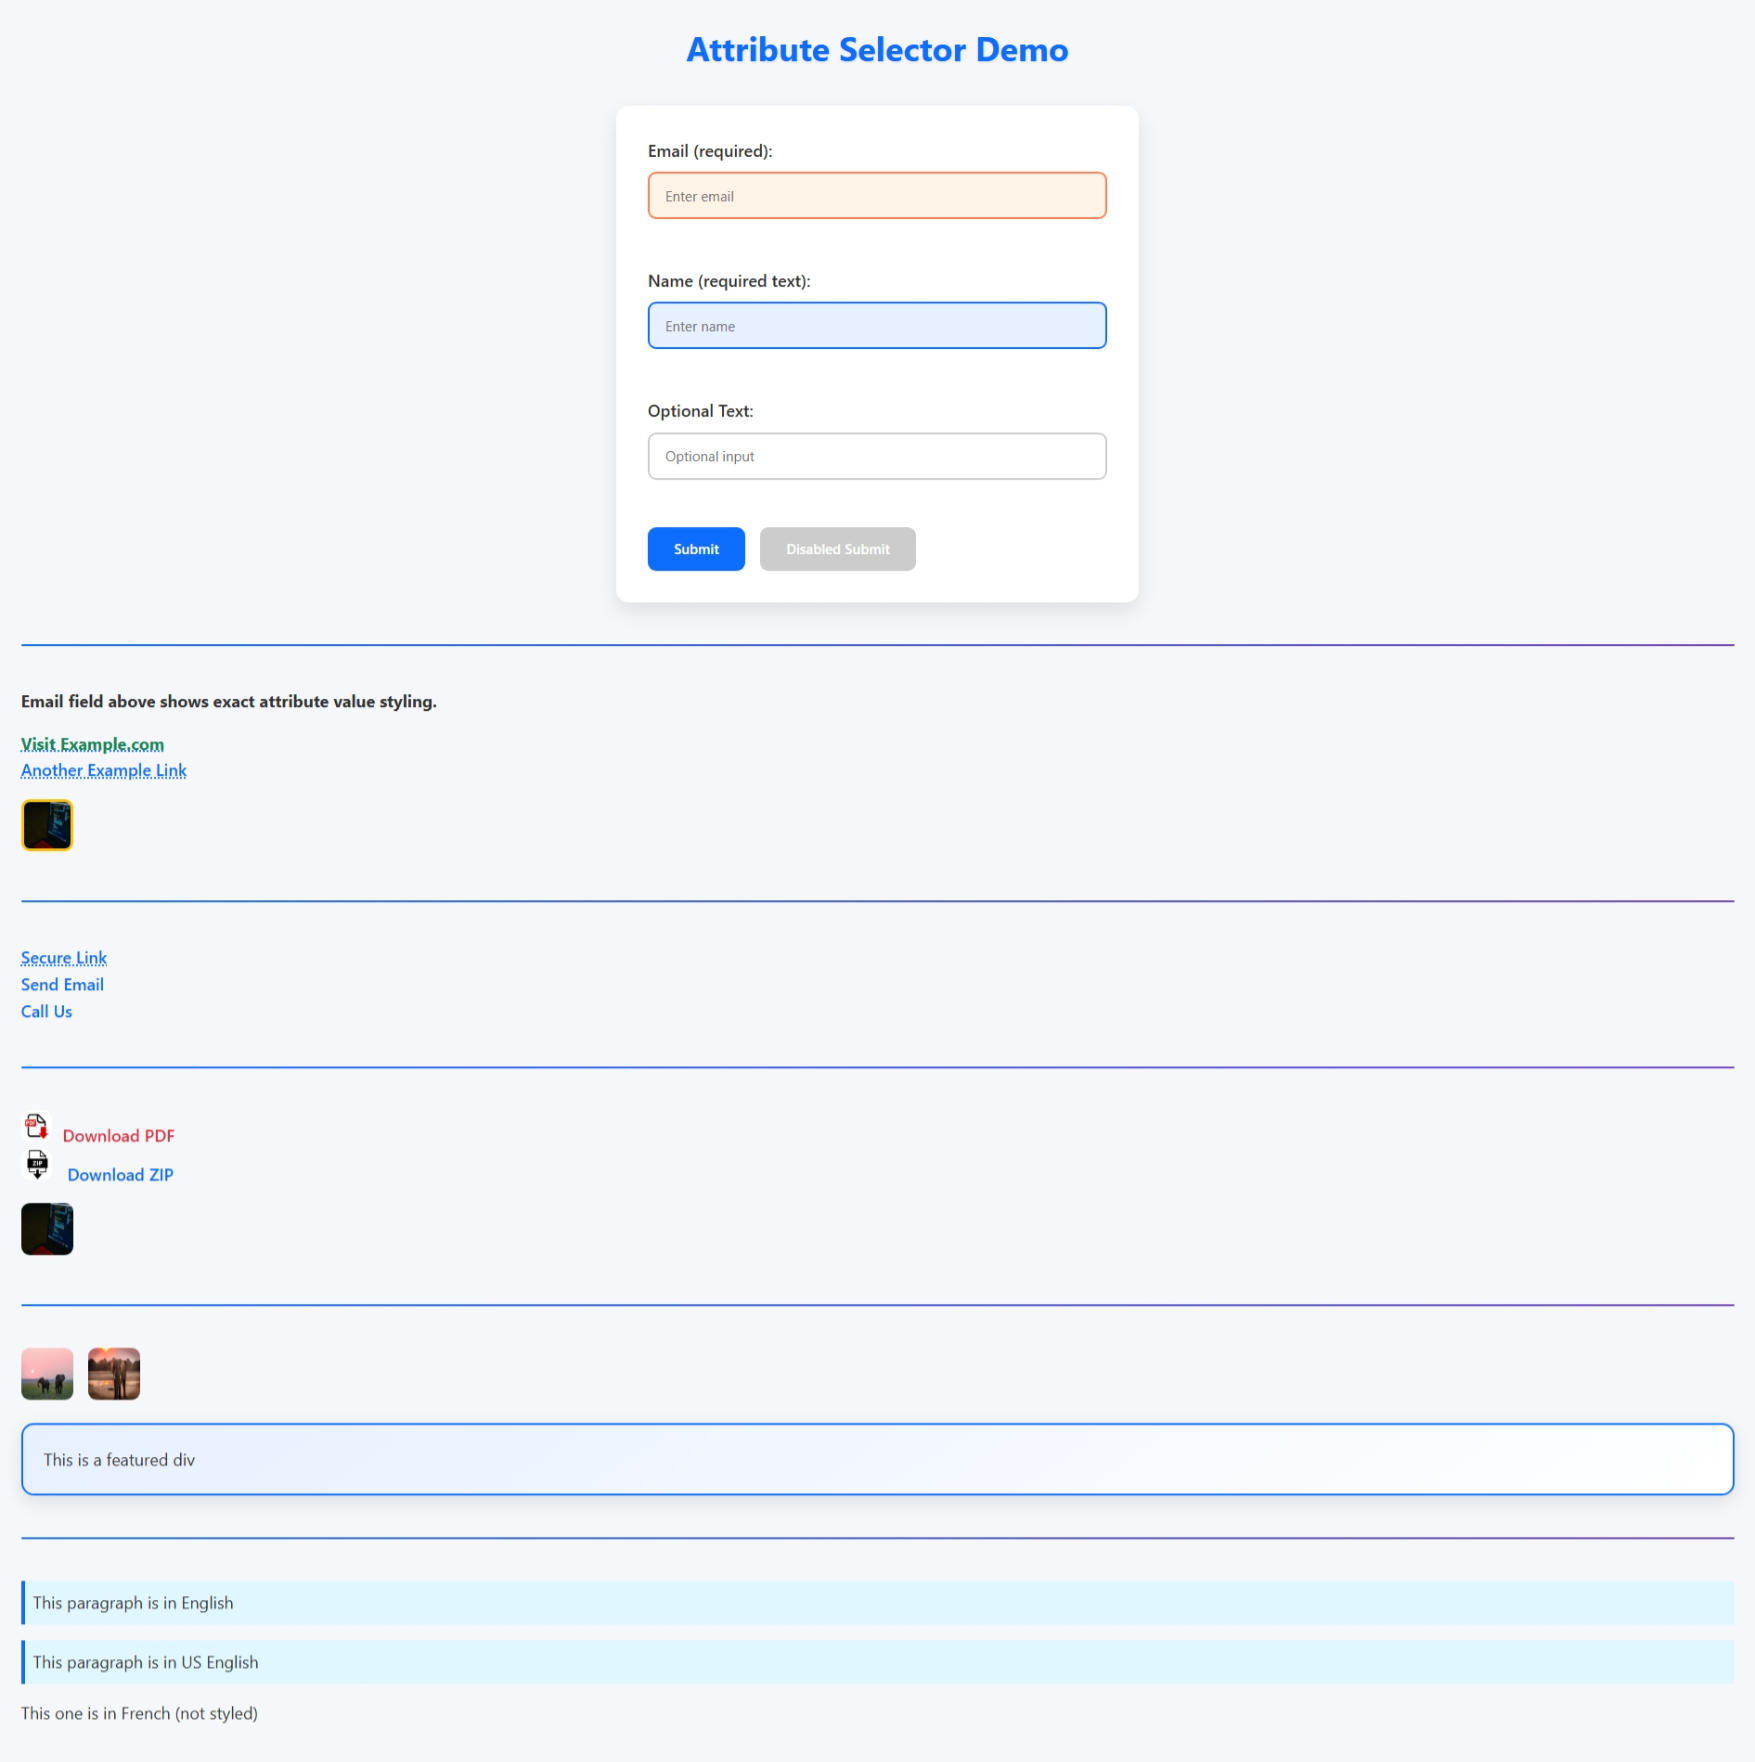 Attribute Selector Demo
Email (required):
Enter email
Name (required text):
Enter name
Optional Text:
Optional input
Submit Disabled Submit
Email field above shows exact attribute value styling.
Visit Example.com
Another Example Link
Secure Link
Send Email
Call Us
PDF Download PDF
ZIP Download ZIP
This is a featured div
This paragraph is in English
This paragraph is in US English
This one is in French (not styled)